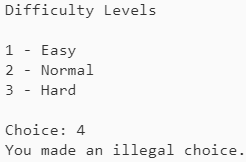 Difficulty Levels
1 - Easy
2 - Normal
3 - Hard
Choice: 4
You made an illegal choice.